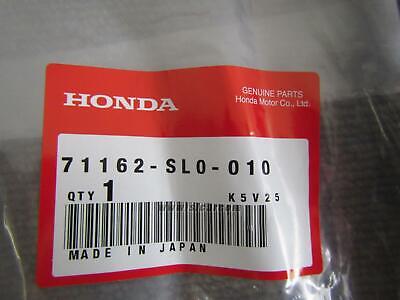 HONDA
GENUINE PARTS
Honda Motor Co., Ltd.
71162-SL0-010
QTY 1
K5V25
MADE IN JAPAN